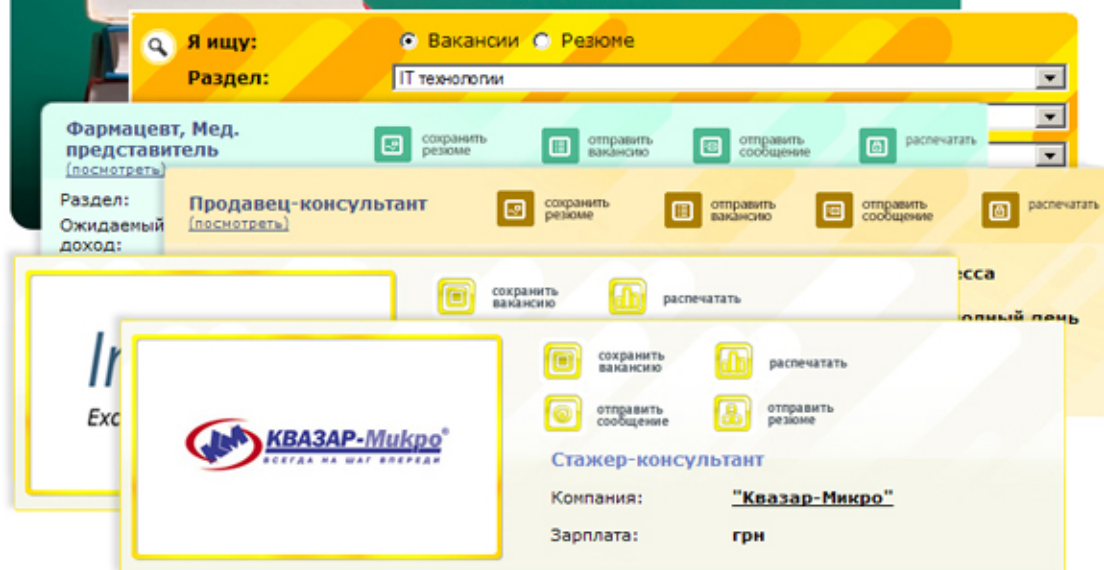 Я ищу:
Вакансии
Резюме
Раздел:
IT технологии
Фармацевт, Мед.
представитель
(посмотреть)
сохранить
резюме
отправить
вакансию
отправить
сообщение
распечатать
Раздел:
Ожидаемый
доход:
Продавец-консультант
(посмотреть)
сохранить
резюме
отправить
вакансию
отправить
сообщение
распечатать
день
сохранить
вакансию
распечатать
КВАЗАР-Микро®
ВСЕГДА НА ШАГ ВПЕРЕДИ
сохранить
вакансию
распечатать
отправить
сообщение
отправить
резюме
Стажер-консультант
Компания:
"Квазар-Микро"
Зарплата:
грн